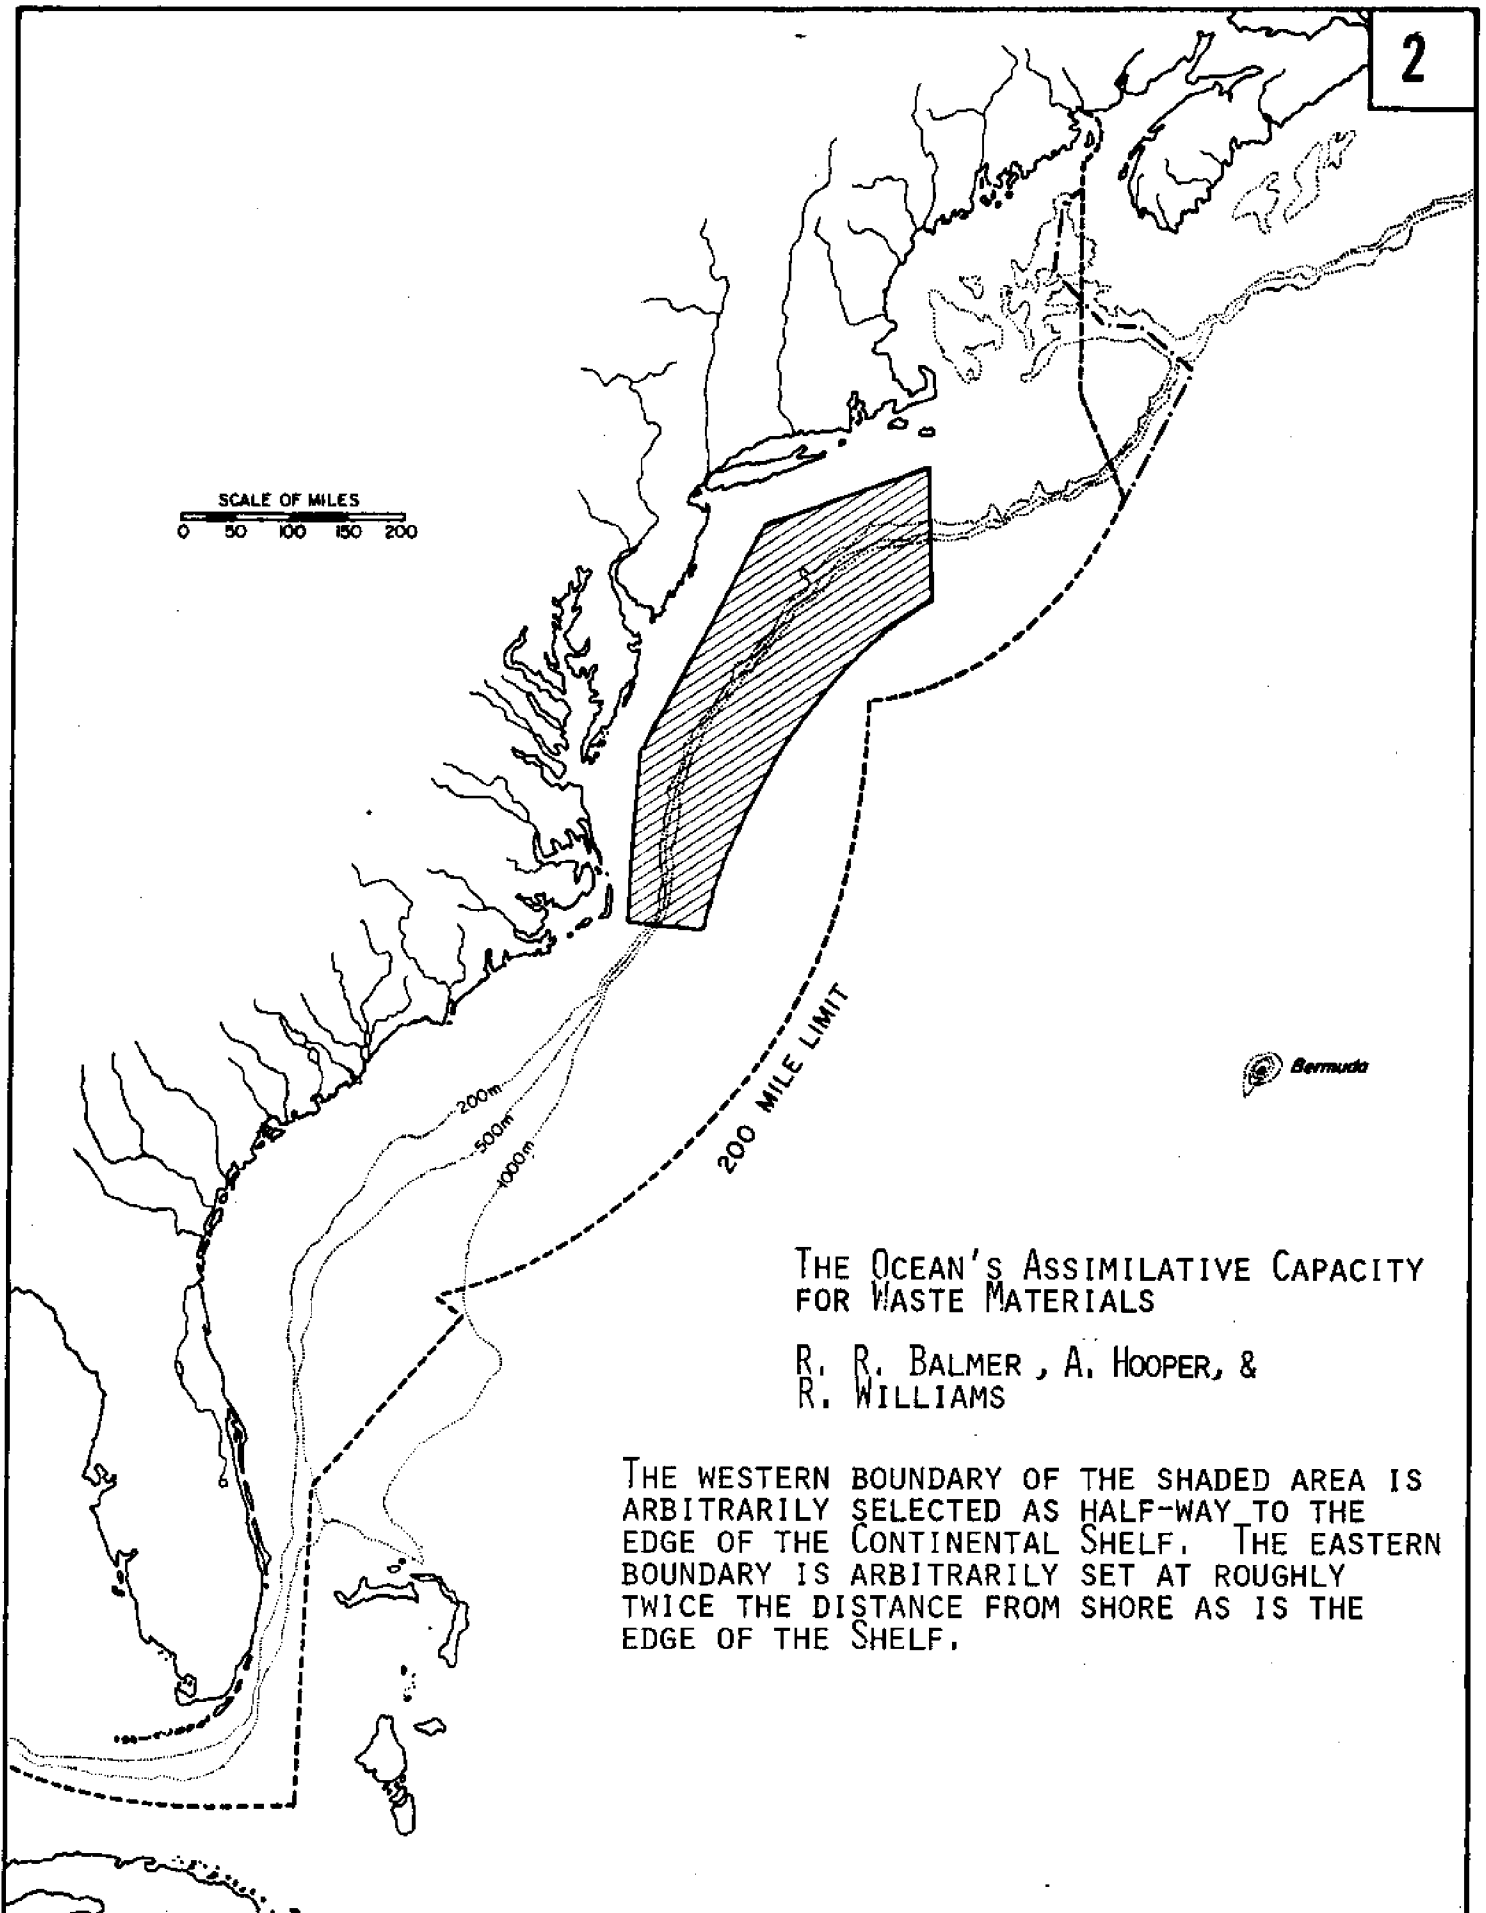 2
SCALE OF MILES
0 50 100 150 200
Bermuda
200m
500m
1000m
200 MILE LIMIT
THE OCEAN'S ASSIMILATIVE CAPACITY
FOR WASTE MATERIALS
R. R. BALMER, A. HOOPER, &
R. WILLIAMS
THE WESTERN BOUNDARY OF THE SHADED AREA IS
ARBITRARILY SELECTED AS HALF-WAY TO THE
EDGE OF THE CONTINENTAL SHELF. THE EASTERN
BOUNDARY IS ARBITRARILY SET AT ROUGHLY
TWICE THE DISTANCE FROM SHORE AS IS THE
EDGE OF THE SHELF.